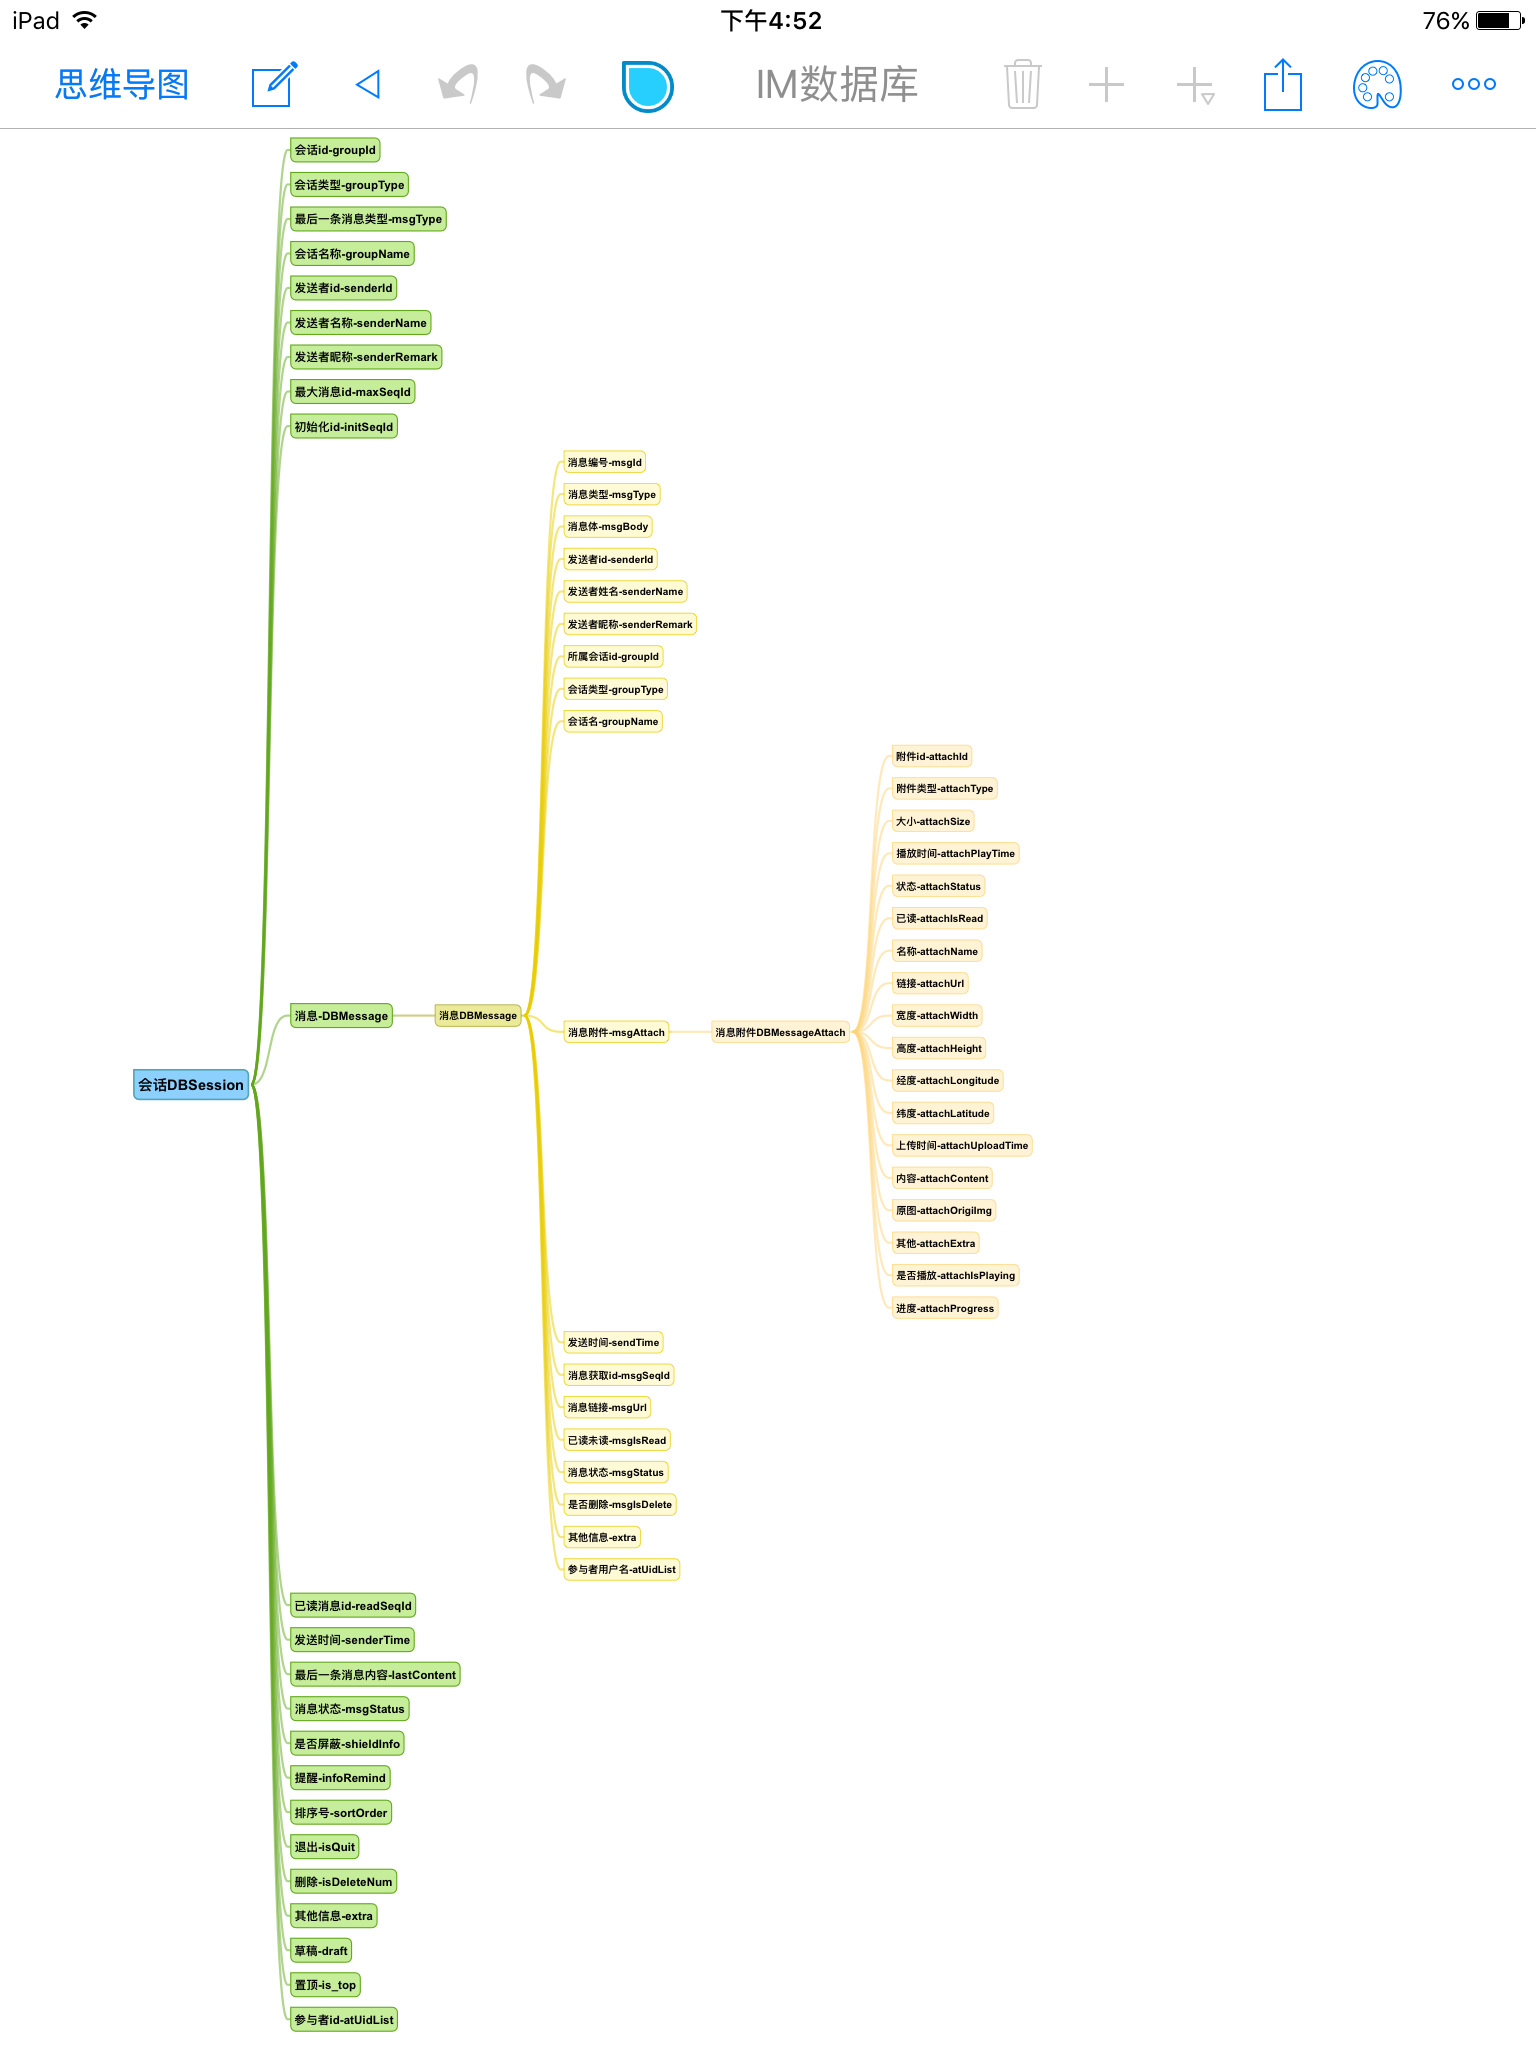 iPad
下午4:52
76%
思维导图
IM数据库
会话id-groupId
会话类型-groupType
最后一条消息类型-msgType
会话名称-groupName
发送者id-senderId
发送者名称-senderName
发送者昵称-senderRemark
最大消息id-maxSeqId
初始化id-initSeqId
消息编号-msgId
消息类型-msgType
消息体-msgBody
发送者id-senderId
发送者姓名-senderName
发送者昵称-senderRemark
所属会话id-groupId
会话类型-groupType
会话名-groupName
附件id-attachId
附件类型-attachType
大小-attachSize
播放时间-attachPlayTime
状态-attachStatus
已读-attachIsRead
名称-attachName
链接-attachUrl
宽度-attachWidth
消息-DBMessage
消息DBMessage
消息附件-msgAttach
消息附件DBMessageAttach
高度-attachHeight
经度-attachLongitude
会话DBSession
纬度-attachLatitude
上传时间-attachUploadTime
内容-attachContent
原图-attachOrigiImg
其他-attachExtra
是否播放-attachIsPlaying
进度-attachProgress
发送时间-sendTime
消息获取id-msgSeqId
消息链接-msgUrl
已读未读-msgIsRead
消息状态-msgStatus
是否删除-msgIsDelete
其他信息-extra
参与者用户名-atUidList
已读消息id-readSeqId
发送时间-senderTime
最后一条消息内容-lastContent
消息状态-msgStatus
是否屏蔽-shieldInfo
提醒-infoRemind
排序号-sortOrder
退出-isQuit
删除-isDeleteNum
其他信息-extra
草稿-draft
置顶-is_top
参与者id-atUidList